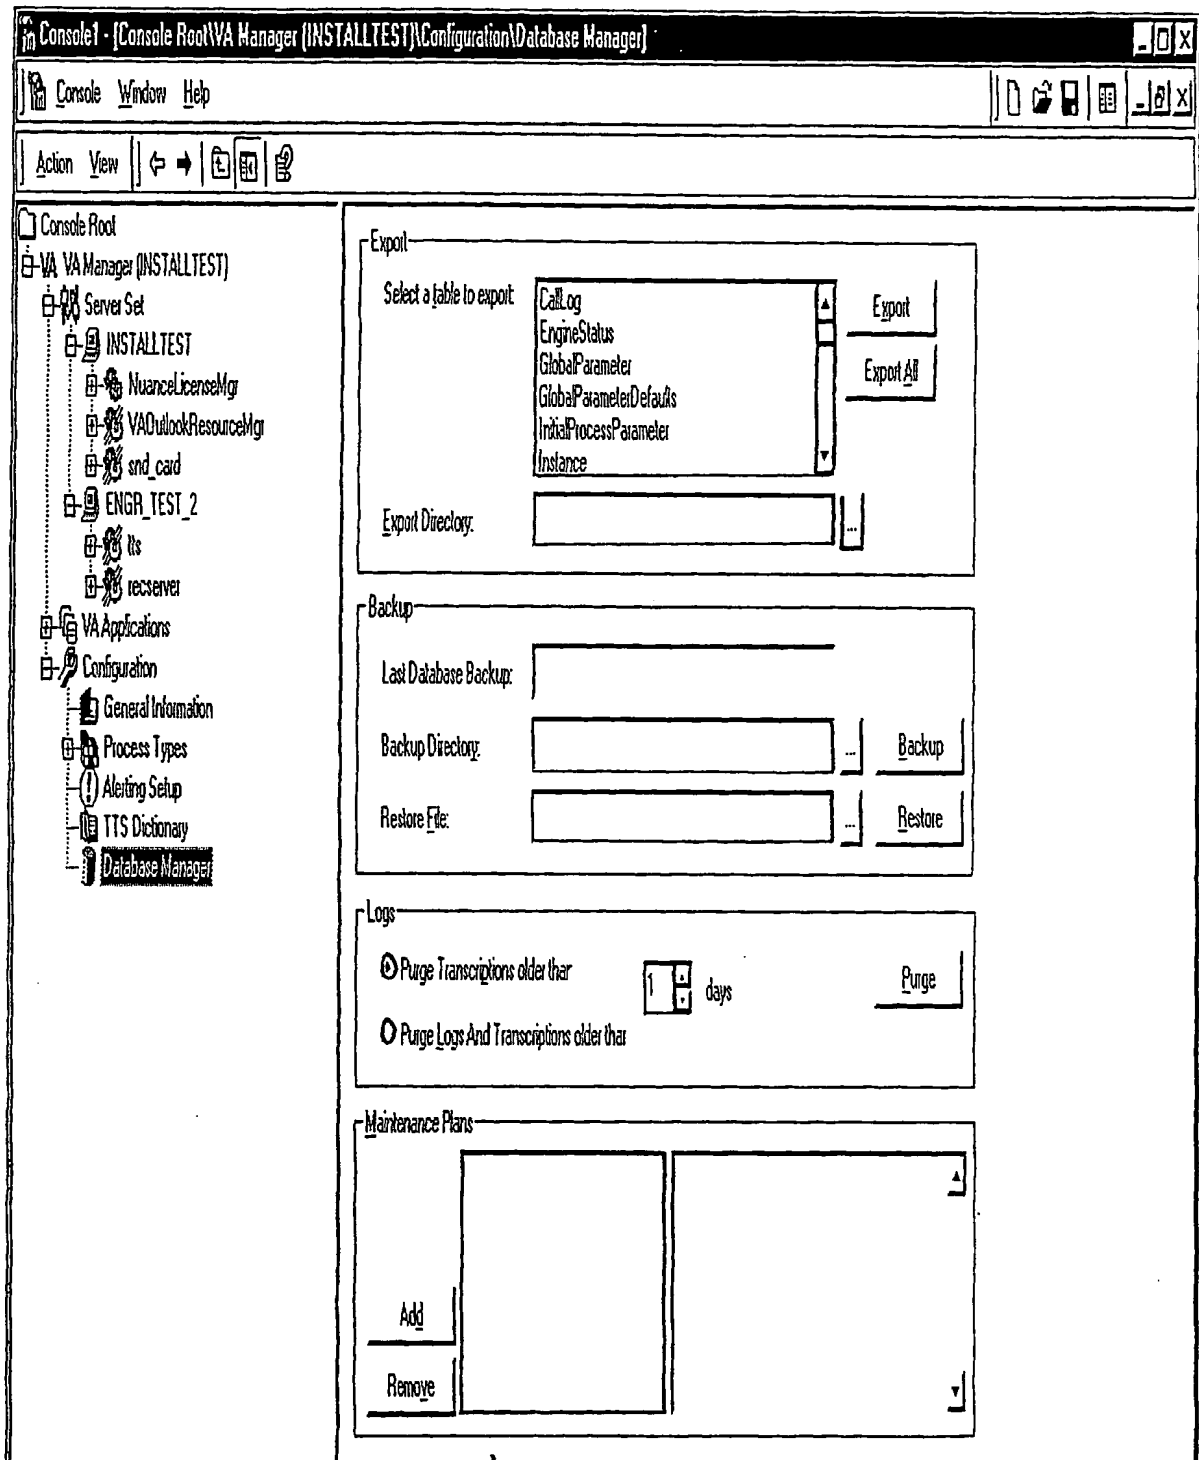 Console1 - [Console Root\VA Manager (INSTALLTEST)\Configuration\Database Manager]
Console Window Help
Action View
Console Root
VA VA Manager (INSTALLTEST)
Server Set
INSTALLTEST
NuanceLicenseMgr
VAOutlookResourceMgr
snd_card
ENGR_TEST_2
tts
recserver
VA Applications
Configuration
General Information
Process Types
Alerting Setup
TTS Dictionary
Database Manager
Export
Select a table to export:
CallLog
EngineStatus
GlobalParameter
GlobalParameterDefaults
InitialProcessParameter
Instance
Export
Export All
Export Directory:
...
Backup
Last Database Backup:
Backup Directory:
...
Backup
Restore File:
...
Restore
Logs
Purge Transcriptions older than
1
days
Purge
Purge Logs And Transcriptions older than
Maintenance Plans
Add
Remove